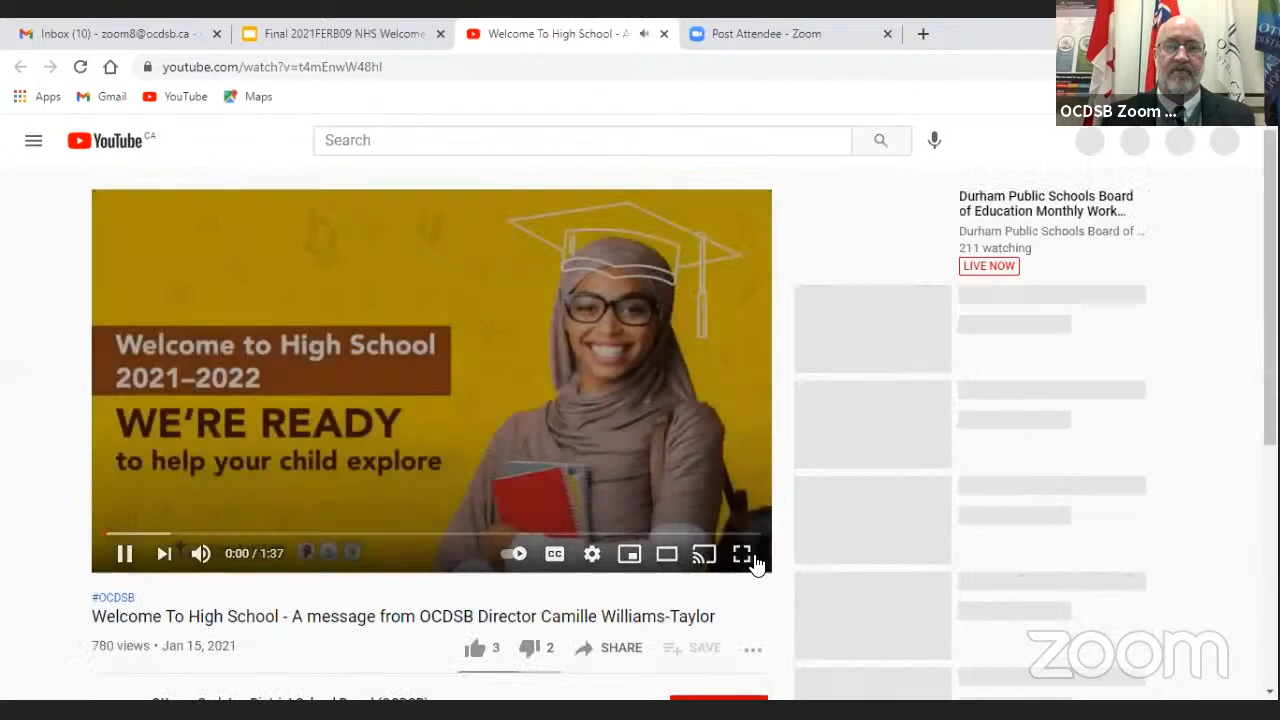 Inbox (10) - zoom8@ocdsb.ca -
Final 2021FERB09 NHS Welcome
Welcome To High School - A
Post Attendee - Zoom
youtube.com/watch?v=t4mEnwW48hI
Apps
Gmail
YouTube
Maps
OCDSB Zoom ...
YouTube CA
Search
Welcome to High School
2021–2022
WE'RE READY
to help your child explore
0:00 / 1:37
CC
Durham Public Schools Board
of Education Monthly Work...
Durham Public Schools Board of ...
211 watching
LIVE NOW
#OCDSB
Welcome To High School - A message from OCDSB Director Camille Williams-Taylor
780 views • Jan 15, 2021
3
2
SHARE
SAVE
zoom